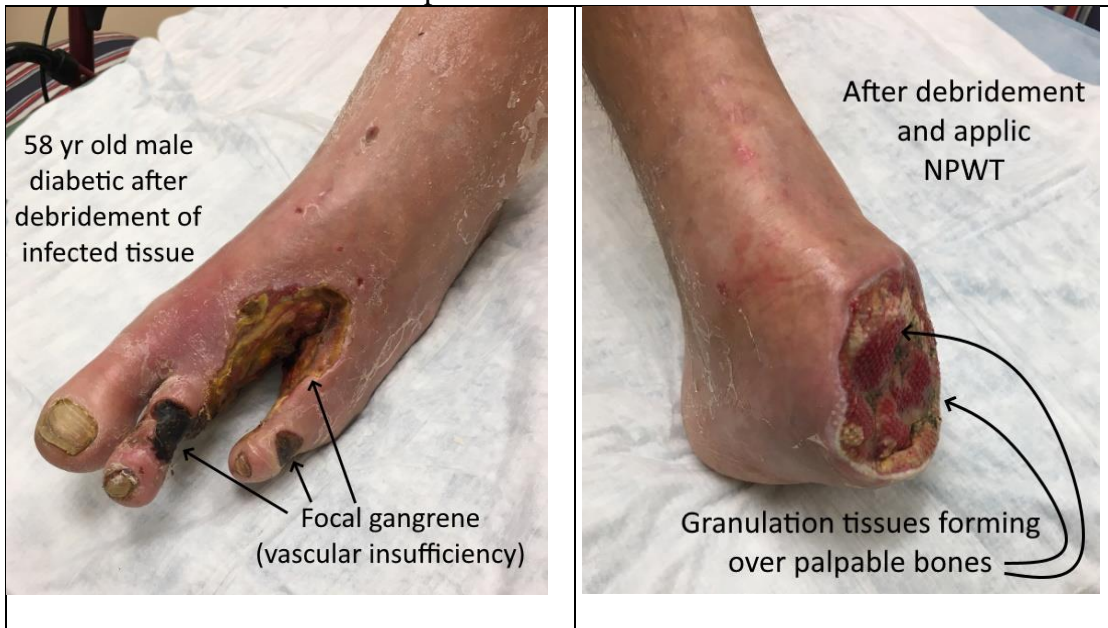 58 yr old male
diabetic after
debridement of
infected tissue
Focal gangrene
(vascular insufficiency)
After debridement
and applic
NPWT
Granulation tissues forming
over palpable bones